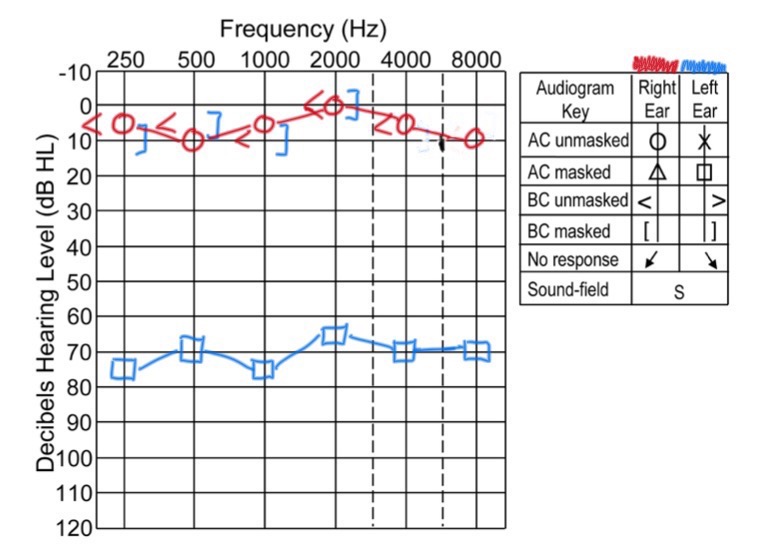 Frequency (Hz)
250 500 1000 2000 4000 8000
Decibels Hearing Level (dB HL)
-10
0
10
20
30
40
50
60
70
80
90
100
110
120
Audiogram Key Right Ear Left Ear
AC unmasked O X
AC masked △ □
BC unmasked < >
BC masked [ ]
No response ↙ ↘
Sound-field S